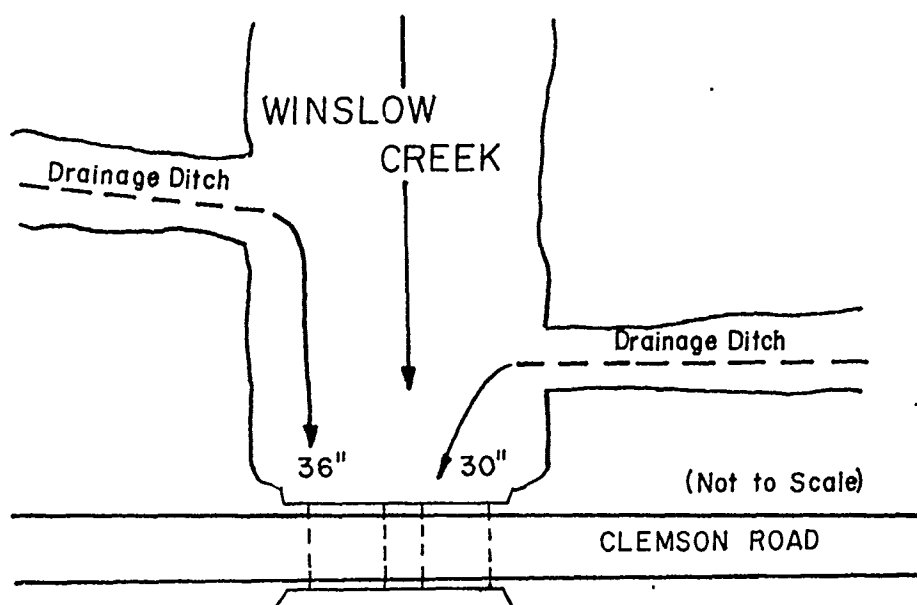 WINSLOW
CREEK
Drainage Ditch
Drainage Ditch
36"
30"
(Not to Scale)
CLEMSON ROAD